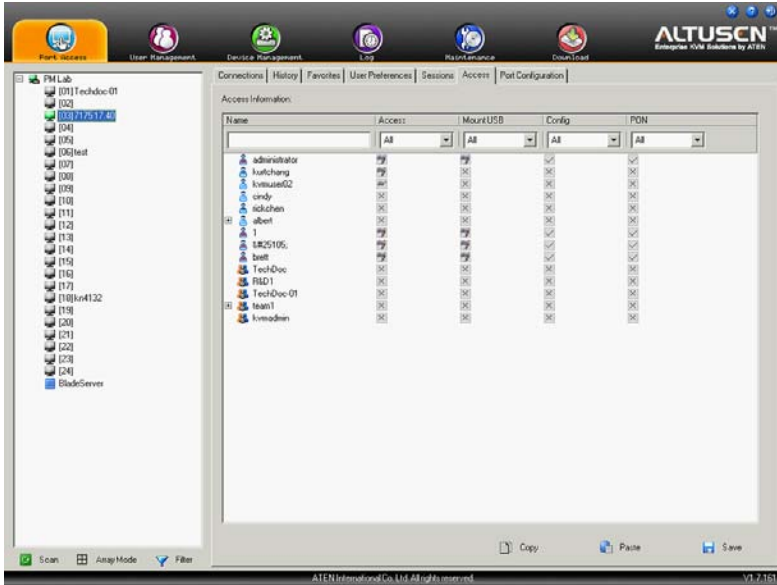 Port Access
User Management
Device Management
Log
Maintenance
Download
ALTUSEN™
Enterprise KVM Solutions by ATEN
PM Lab
[01]Techdoc-01
[02]
[03]717517.40
[04]
[05]
[06]test
[07]
[08]
[09]
[10]
[11]
[12]
[13]
[14]
[15]
[16]
[17]
[18]kn4132
[19]
[20]
[21]
[22]
[23]
[24]
BladeServer
Connections History Favorites User Preferences Sessions Access Port Configuration
Access Information:
Name Access Mount USB Config PON
All All All All
administrator
kurtchang
kvmuser02
cindy
rickchen
albert
1
&#25105;
brett
TechDoc
R&D1
TechDoc-01
team1
kvmadmin
Scan Array Mode Filter
Copy Paste Save
ATEN International Co. Ltd. All rights reserved.
V1.7.161